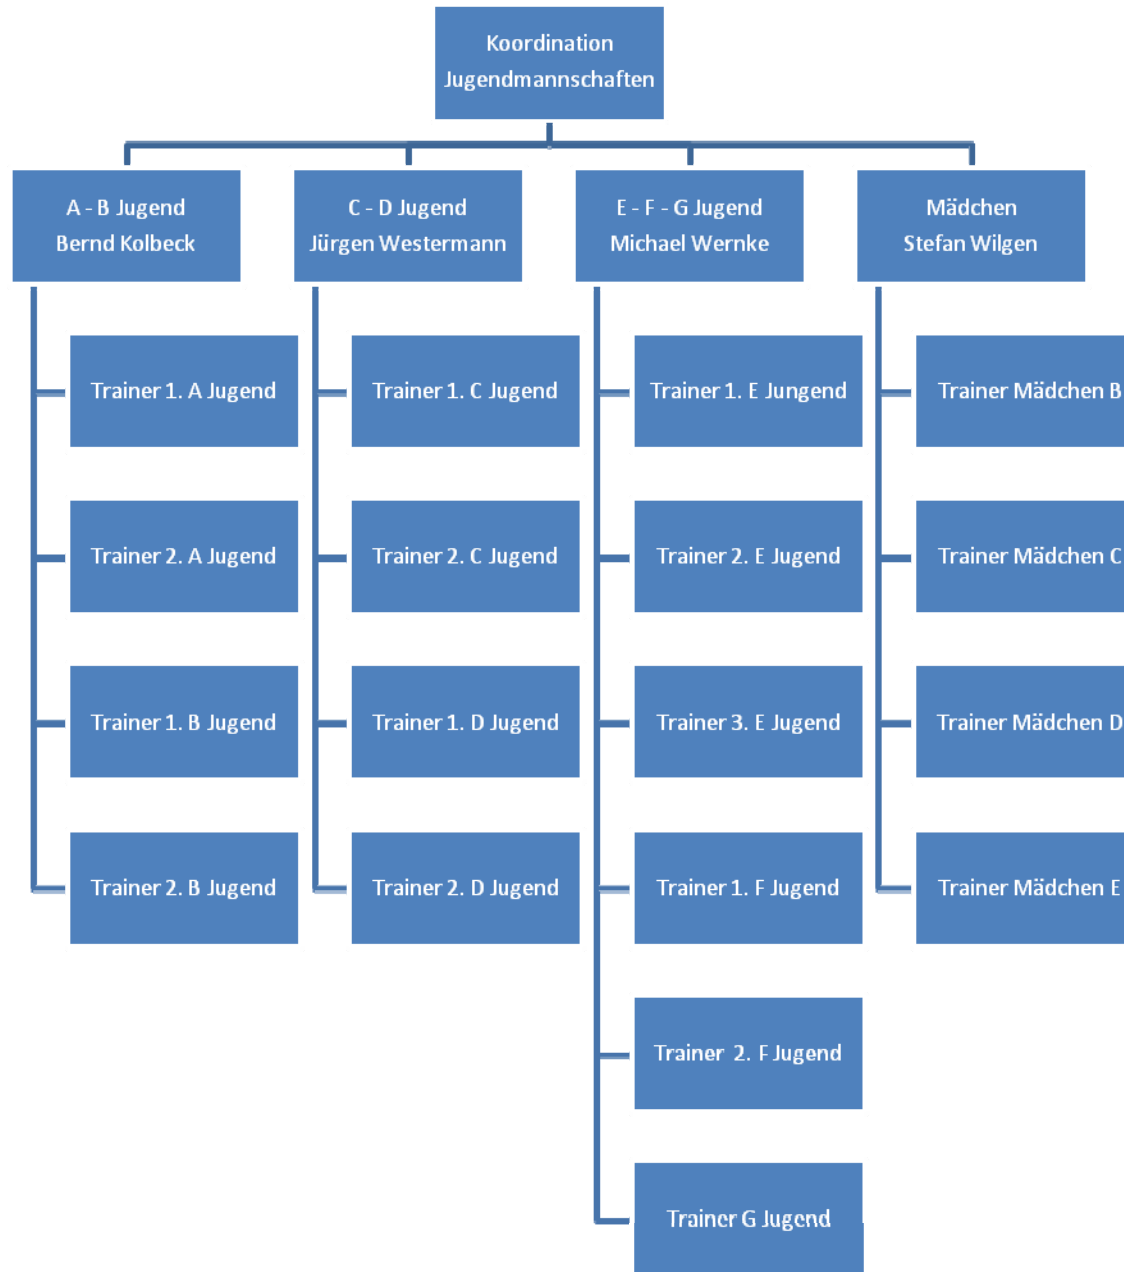 Koordination
Jugendmannschaften
A - B Jugend
Bernd Kolbeck
C - D Jugend
Jürgen Westermann
E - F - G Jugend
Michael Wernke
Mädchen
Stefan Wilgen
Trainer 1. A Jugend
Trainer 2. A Jugend
Trainer 1. B Jugend
Trainer 2. B Jugend
Trainer 1. C Jugend
Trainer 2. C Jugend
Trainer 1. D Jugend
Trainer 2. D Jugend
Trainer 1. E Jungend
Trainer 2. E Jugend
Trainer 3. E Jugend
Trainer 1. F Jugend
Trainer 2. F Jugend
Trainer G Jugend
Trainer Mädchen B
Trainer Mädchen C
Trainer Mädchen D
Trainer Mädchen E